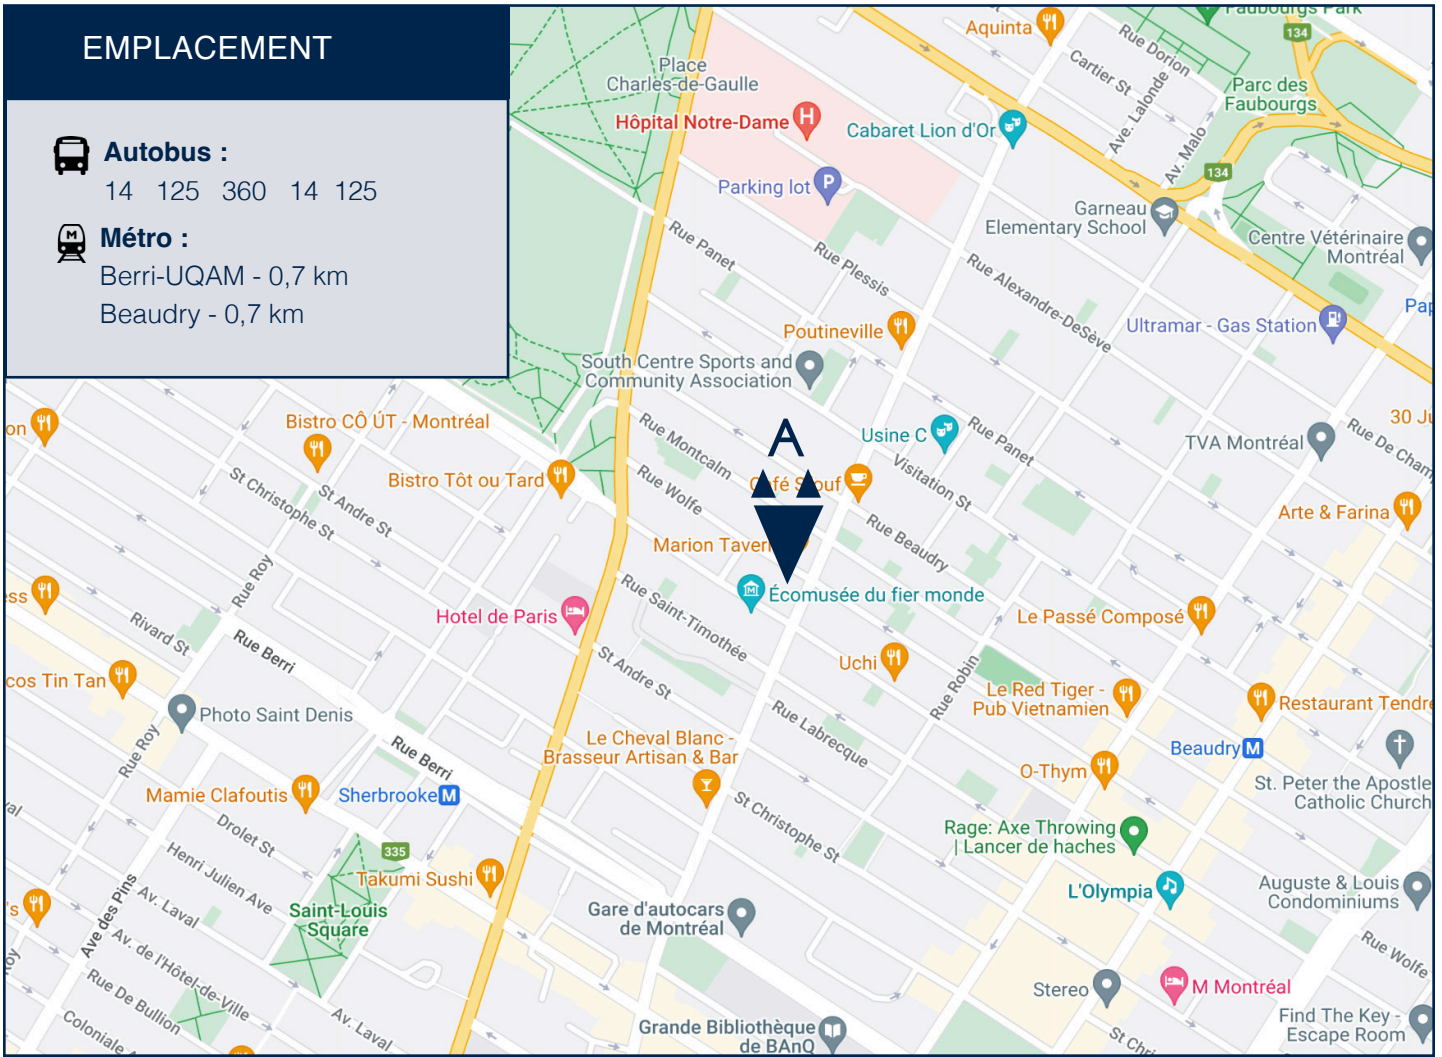 EMPLACEMENT
Autobus :
14 125 360 14 125
Métro :
Berri-UQAM - 0,7 km
Beaudry - 0,7 km
Aquinta
Faubourgs Park
134
Rue Dorion
Cartier St
Place
Charles-de-Gaulle
Parc des
Faubourgs
Ave. Lalonde
Hôpital Notre-Dame
H
Cabaret Lion d'Or
Av. Malo
134
Parking lot
P
Garneau
Elementary School
Centre Vétérinaire
Montréal
Rue Panet
Rue Plessis
Rue Alexandre-DeSève
Poutineville
Ultramar - Gas Station
South Centre Sports and
Community Association
A
Bistro CÔ ÚT - Montréal
Rue Montcalm
Usine C
Rue Panet
TVA Montréal
Bistro Tôt ou Tard
St Christophe St
St Andre St
Rue Wolfe
Visitation St
Arte & Farina
Rue Beaudry
Rue Roy
Rue Saint-Timothée
Écomusée du fier monde
Hotel de Paris
Le Passé Composé
Rivard St
Rue Berri
St Andre St
Uchi
Rue Robin
Le Red Tiger -
Pub Vietnamien
cos Tin Tan
Photo Saint Denis
Rue Roy
Rue Berri
Le Cheval Blanc -
Brasseur Artisan & Bar
Rue Labrecque
Beaudry M
O-Thym
St. Peter the Apostle
Catholic Church
Mamie Clafoutis
Sherbrooke M
St Christophe St
Drolet St
335
Rage: Axe Throwing
| Lancer de haches
Henri Julien Ave
Takumi Sushi
L'Olympia
Auguste & Louis
Condominiums
Av. Laval
Saint-Louis
Square
Gare d'autocars
de Montréal
Ave des Pins
Av. de l'Hôtel-de-Ville
Rue Wolfe
Rue De Bullion
Stereo
M Montréal
Coloniale A
Av. Laval
Grande Bibliothèque
de BAnQ
Find The Key -
Escape Room